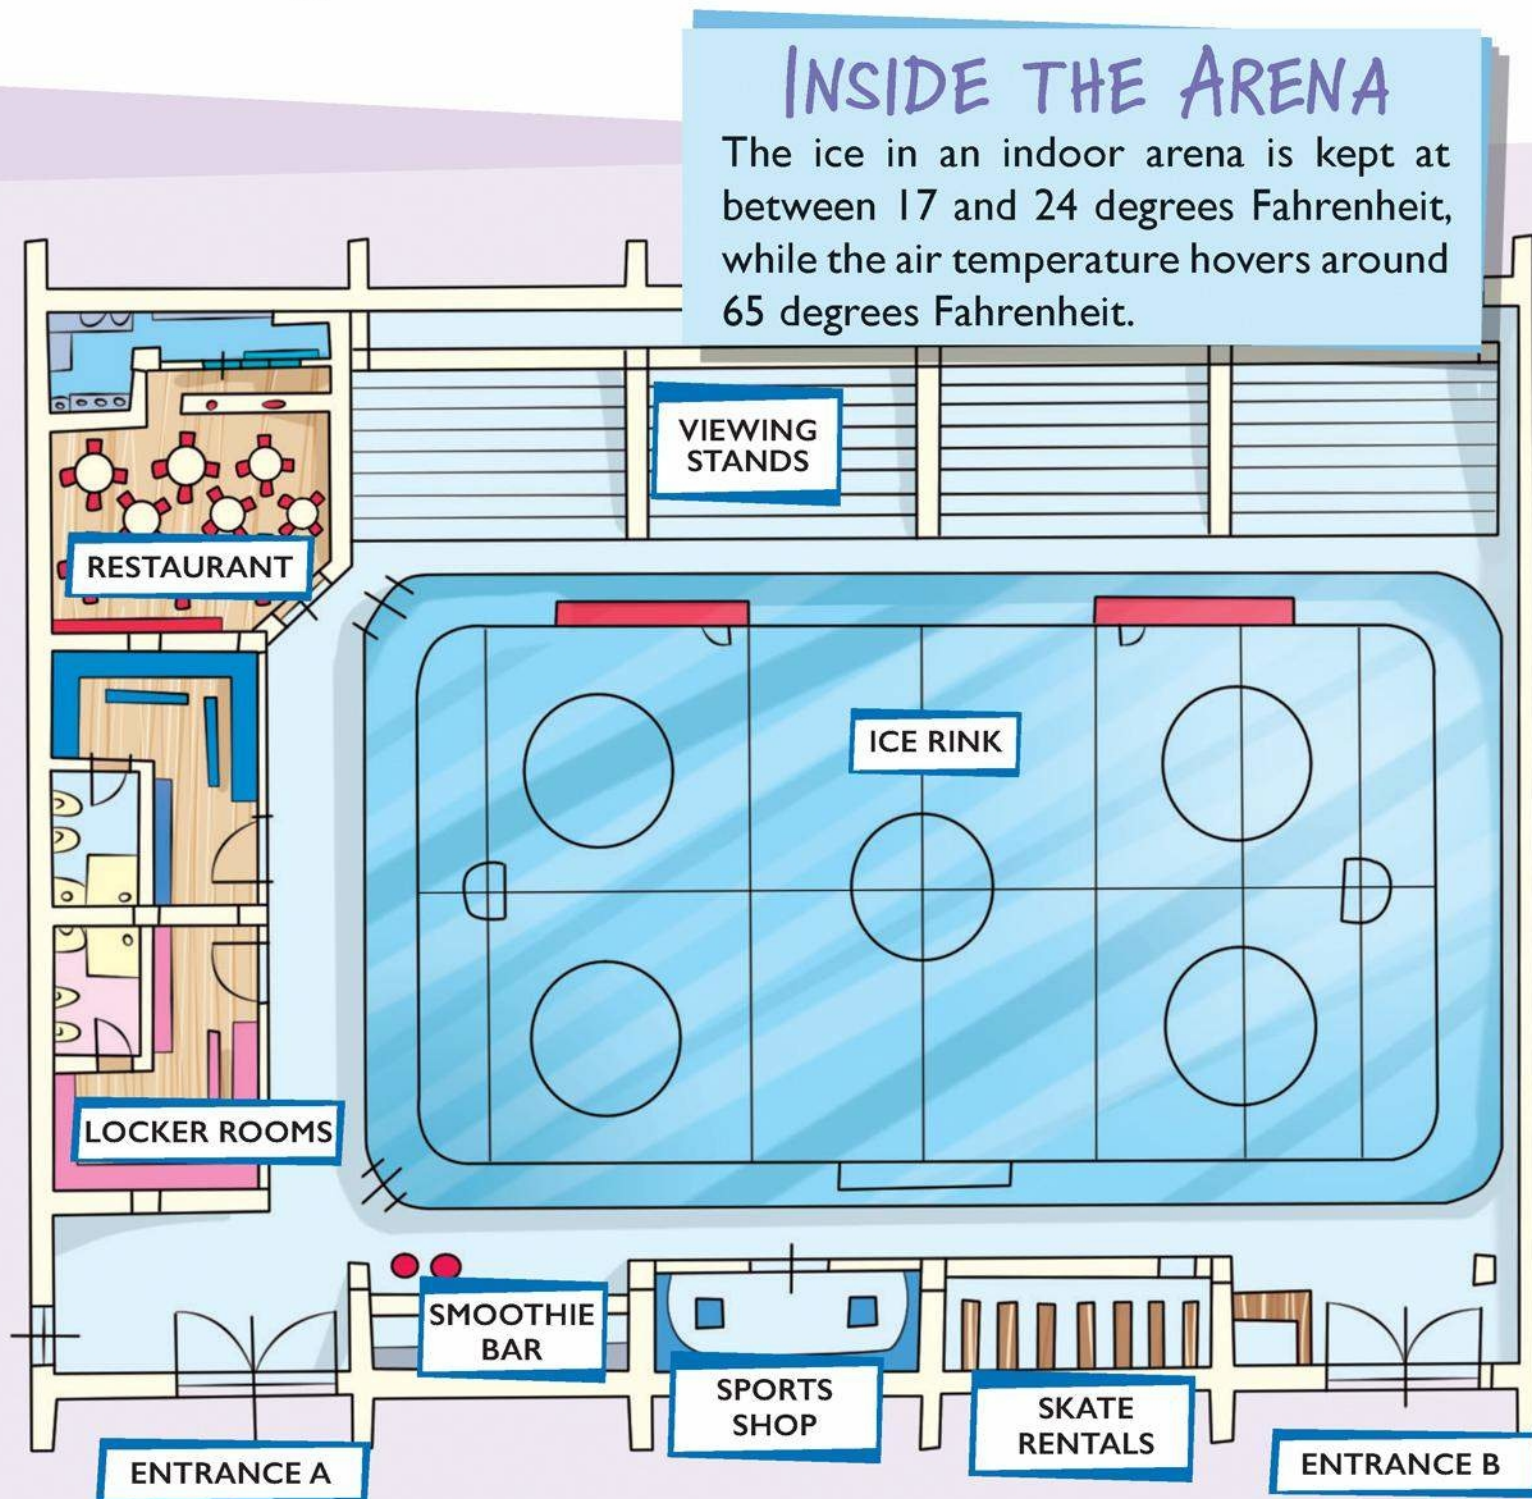 INSIDE THE ARENA
The ice in an indoor arena is kept at
between 17 and 24 degrees Fahrenheit,
while the air temperature hovers around
65 degrees Fahrenheit.
VIEWING
STANDS
RESTAURANT
ICE RINK
LOCKER ROOMS
SMOOTHIE
BAR
SPORTS
SHOP
SKATE
RENTALS
ENTRANCE A
ENTRANCE B